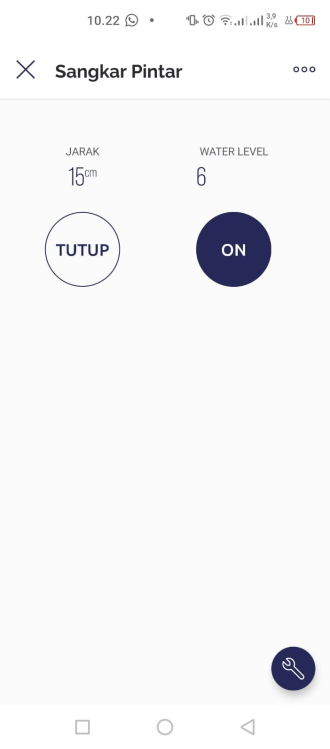 10.22
3,9
K/s
10
Sangkar Pintar
JARAK
WATER LEVEL
15cm
6
TUTUP
ON